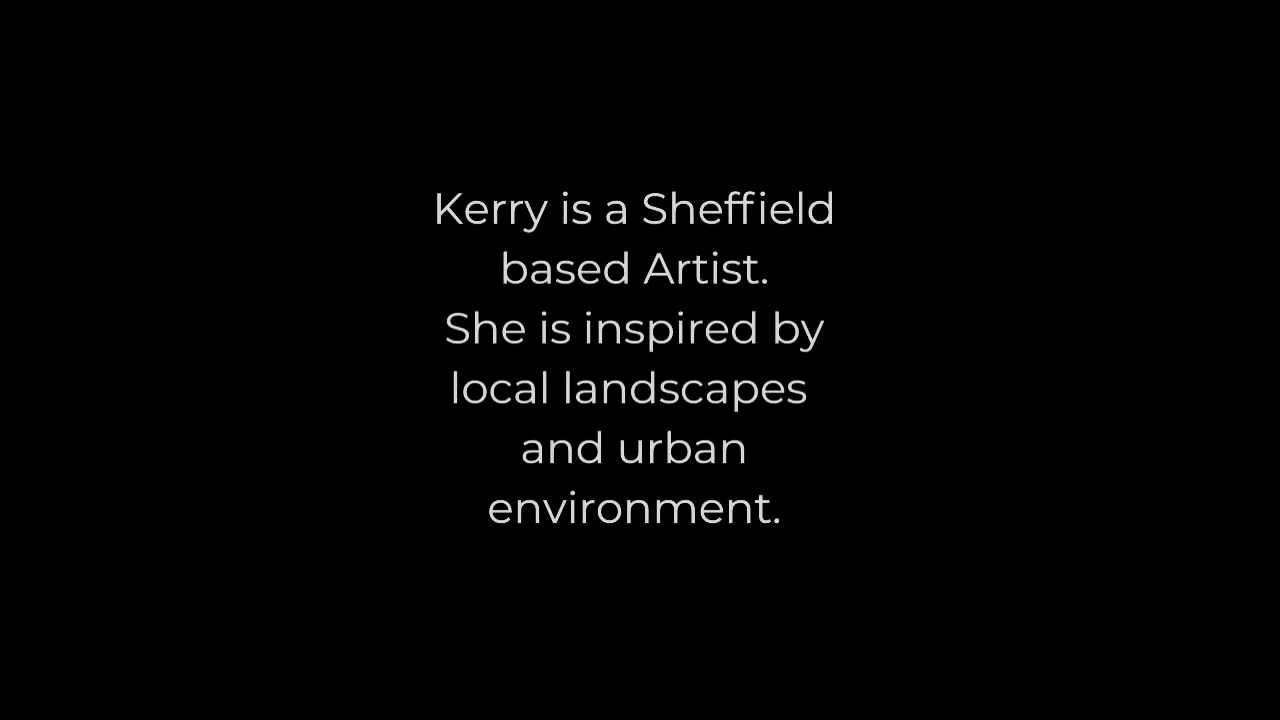 Kerry is a Sheffield
based Artist.
She is inspired by
local landscapes
and urban
environment.